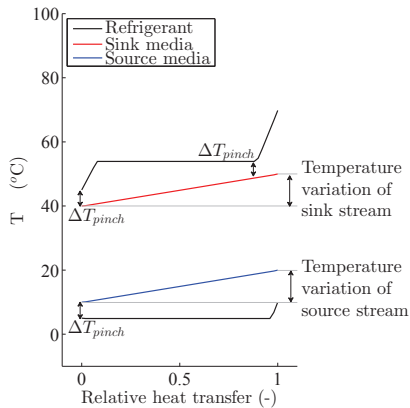 100
80
60
40
20
0
T (°C)
Refrigerant
Sink media
Source media
ΔT_pinch
ΔT_pinch
ΔT_pinch
Temperature
variation of
sink stream
Temperature
variation of
source stream
0
0.5
1
Relative heat transfer (-)